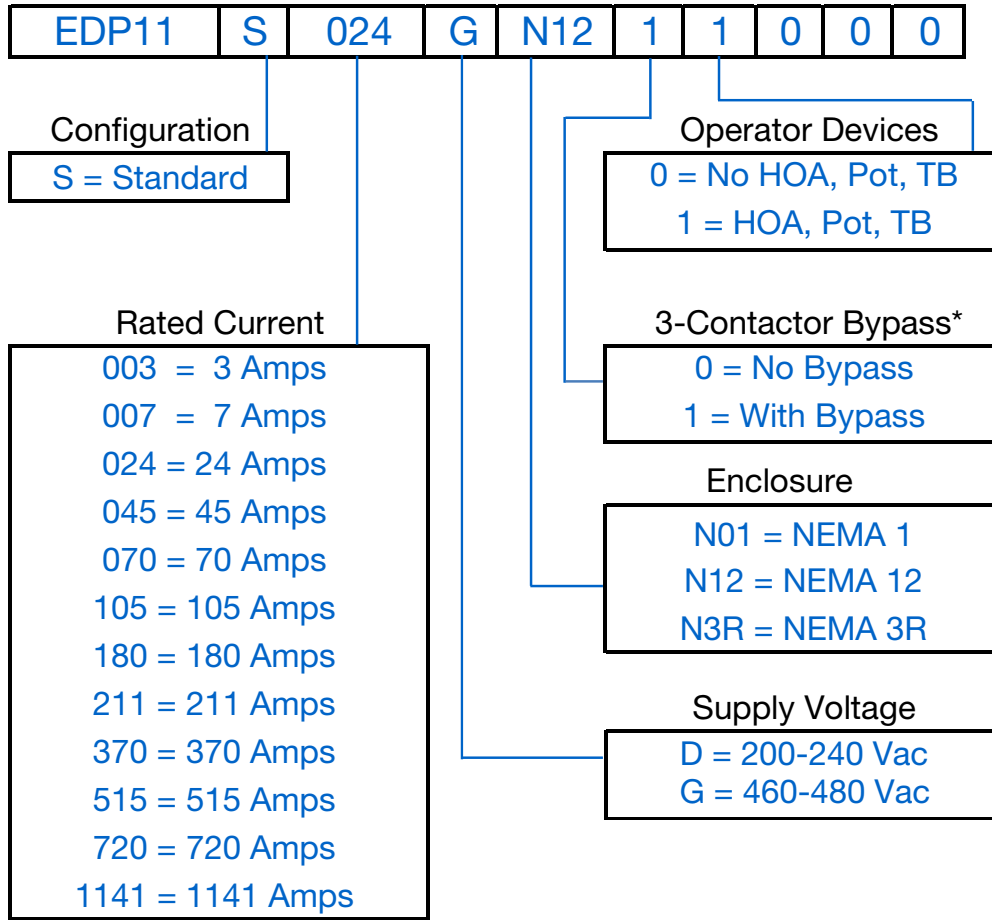 EDP11 S 024 G N12 1 1 0 0 0
Configuration
S = Standard
Operator Devices
0 = No HOA, Pot, TB
1 = HOA, Pot, TB
Rated Current
003 = 3 Amps
007 = 7 Amps
024 = 24 Amps
045 = 45 Amps
070 = 70 Amps
105 = 105 Amps
180 = 180 Amps
211 = 211 Amps
370 = 370 Amps
515 = 515 Amps
720 = 720 Amps
1141 = 1141 Amps
3-Contactor Bypass*
0 = No Bypass
1 = With Bypass
Enclosure
N01 = NEMA 1
N12 = NEMA 12
N3R = NEMA 3R
Supply Voltage
D = 200-240 Vac
G = 460-480 Vac